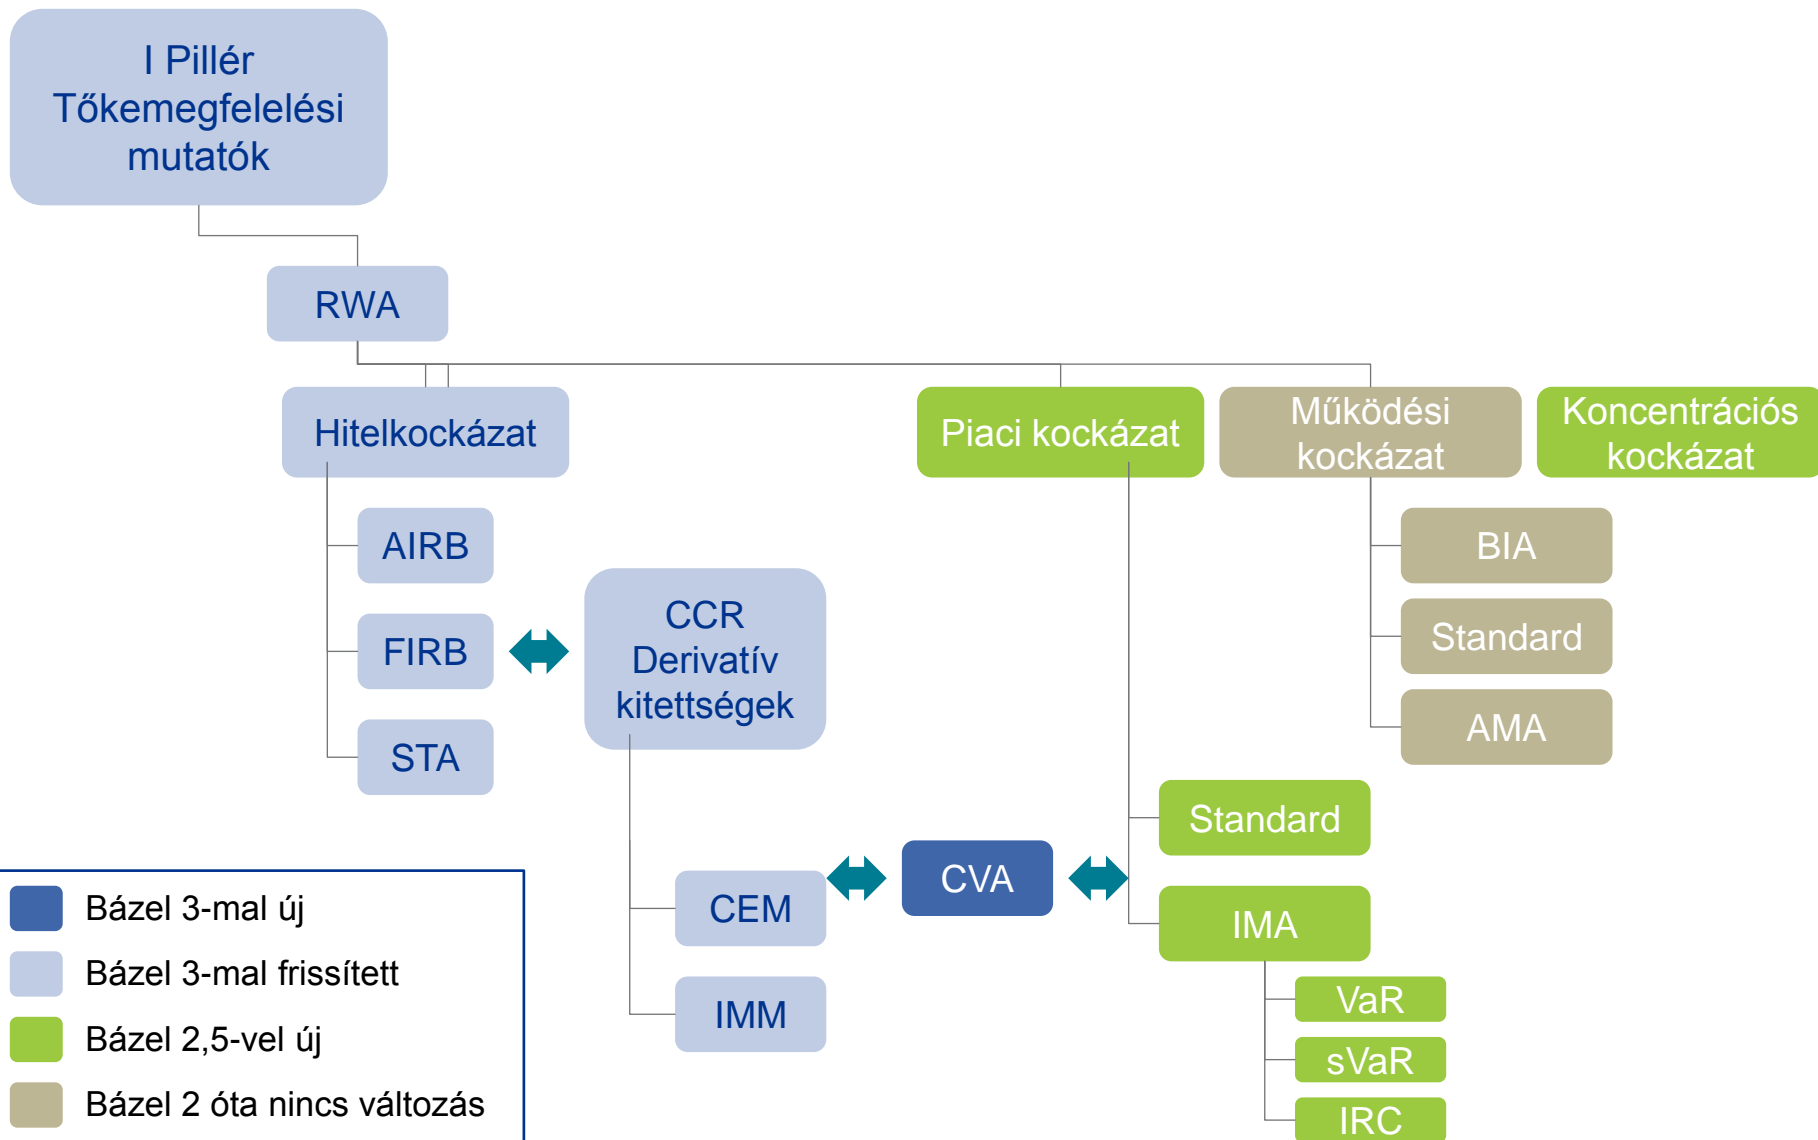 I Pillér
Tőkemegfelelési
mutatók
RWA
Hitelkockázat
Piaci kockázat
Működési
kockázat
Koncentrációs
kockázat
AIRB
FIRB
STA
CCR
Derivatív
kitettségek
BIA
Standard
AMA
Standard
CEM
CVA
IMA
IMM
VaR
sVaR
IRC
Bázel 3-mal új
Bázel 3-mal frissített
Bázel 2,5-vel új
Bázel 2 óta nincs változás